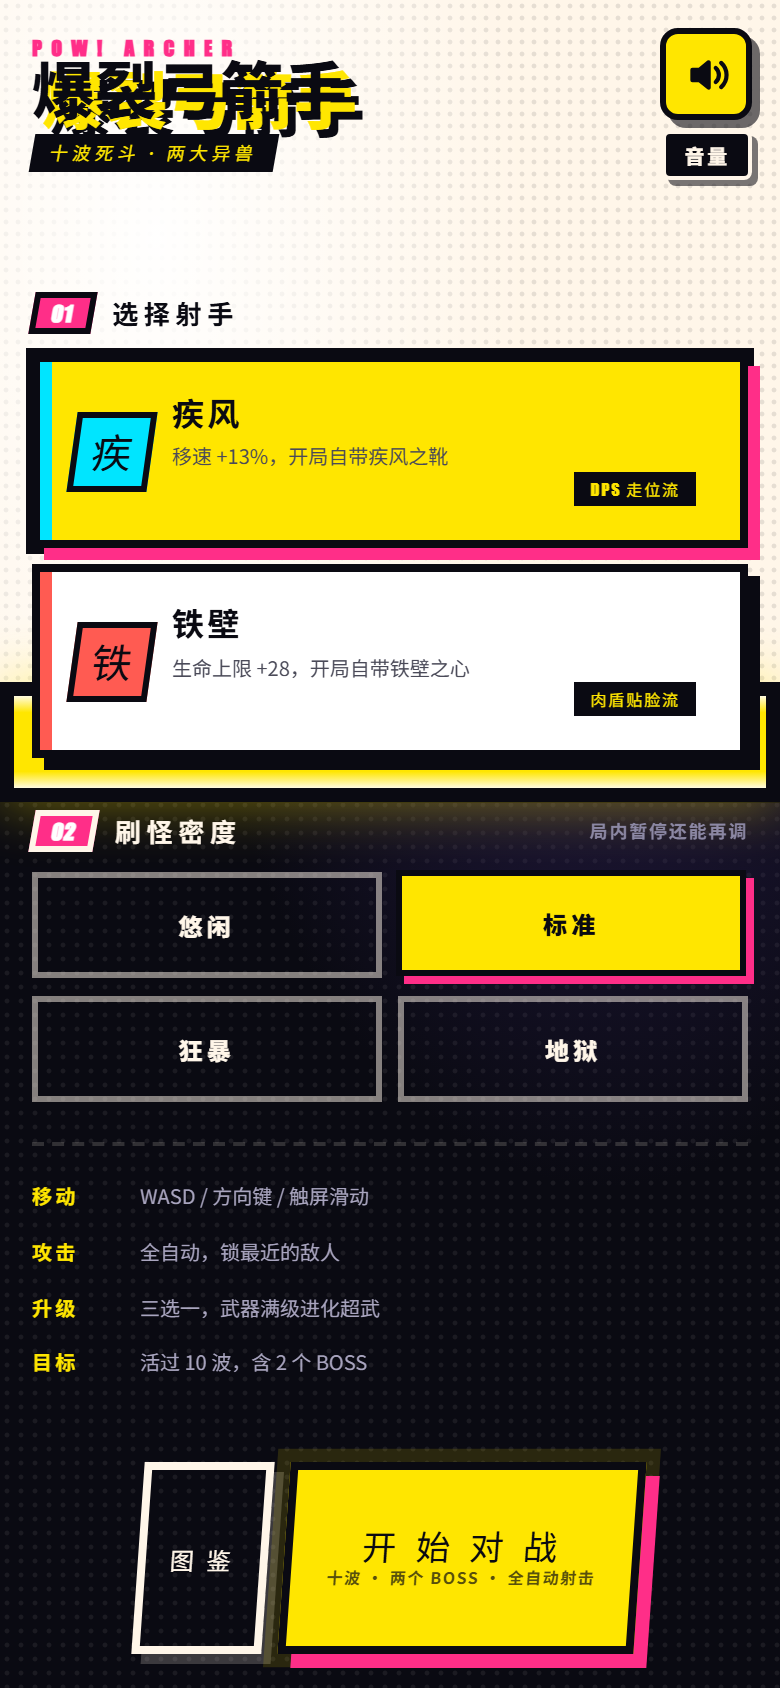 POW! ARCHER
爆裂弓箭手
十波死斗 · 两大异兽
音量
01 选择射手
疾
疾风
移速 +13%，开局自带疾风之靴
DPS 走位流
铁
铁壁
生命上限 +28，开局自带铁壁之心
肉盾贴脸流
02 刷怪密度
局内暂停还能再调
悠闲
标准
狂暴
地狱
移动 WASD / 方向键 / 触屏滑动
攻击 全自动，锁最近的敌人
升级 三选一，武器满级进化超武
目标 活过 10 波，含 2 个 BOSS
图鉴
开始对战
十波 · 两个 BOSS · 全自动射击